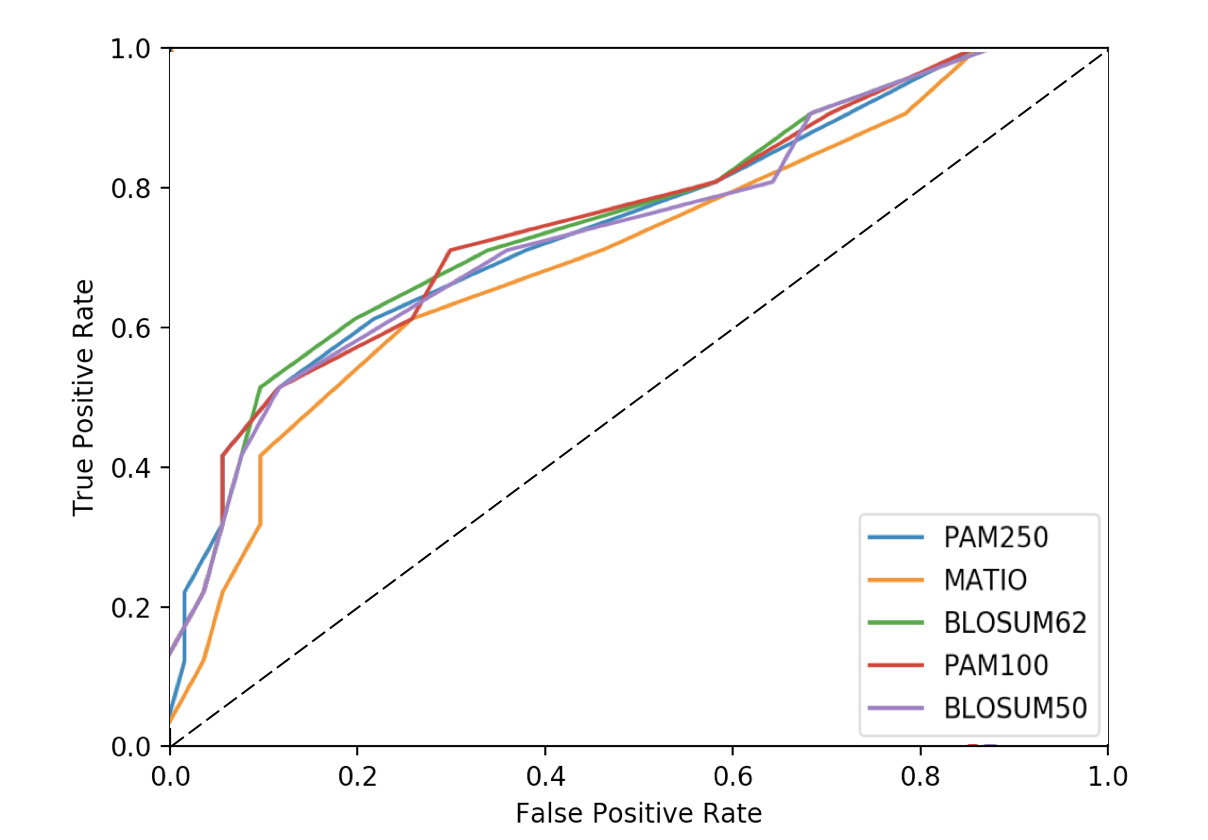 1.0
0.8
0.6
0.4
0.2
0.0
True Positive Rate
PAM250
MATIO
BLOSUM62
PAM100
BLOSUM50
0.0 0.2 0.4 0.6 0.8 1.0
False Positive Rate